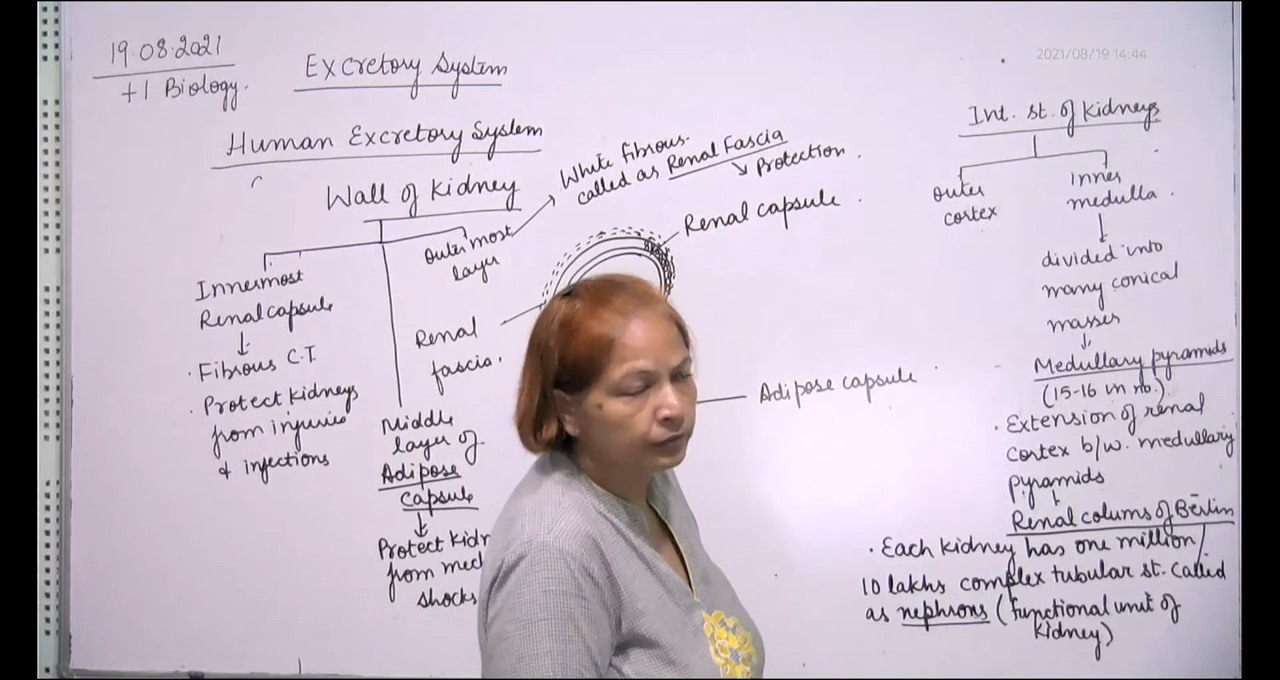 19.08.2021
+1 Biology.
Excretory System
2021/08/19 14:44
Human Excretory System
Wall of Kidney
Innermost
Renal capsule
Fibrous C.T
Protect kidneys
from injuries
& injections
Middle
layer of
Adipose
capsule
Protect kidn
from mec
shocks
Outermost
layer
White fibrous.
called as Renal Fascia
Protection.
Renal capsule
Renal
fascia.
Adipose capsule
Int. st. of Kidneys
outer
cortex
inner
medulla
divided into
many conical
masses
Medullary pyramids
(15-16 in no.)
Extension of renal
cortex b/w. medullary
pyramids
Renal colums of Bertin
Each kidney has one million/
10 lakhs complex tubular st. called
as nephrons (functional unit of
kidney)